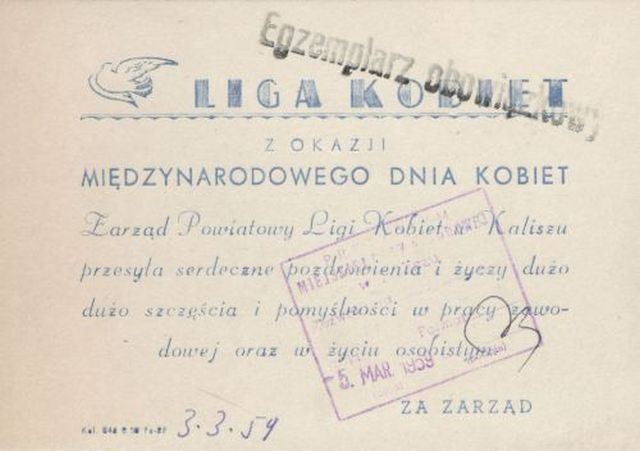 Egzemplarz obowiązkowy
LIGA KOBIET
Z OKAZJI
MIĘDZYNARODOWEGO DNIA KOBIET
Zarząd Powiatowy Ligi Kobiet w Kaliszu
przesyła serdeczne pozdrowienia i życzy dużo
dużo szczęścia i pomyślności w pracy zawo-
dowej oraz w życiu osobistym
5. MAR. 1959
ZA ZARZĄD
3.3.59